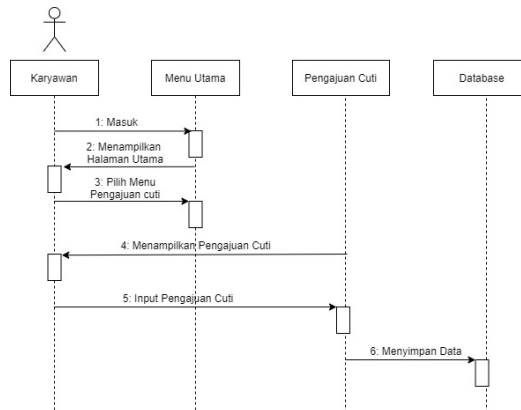 Karyawan
Menu Utama
Pengajuan Cuti
Database
1: Masuk
2: Menampilkan
Halaman Utama
3: Pilih Menu
Pengajuan cuti
4: Menampilkan Pengajuan Cuti
5: Input Pengajuan Cuti
6: Menyimpan Data